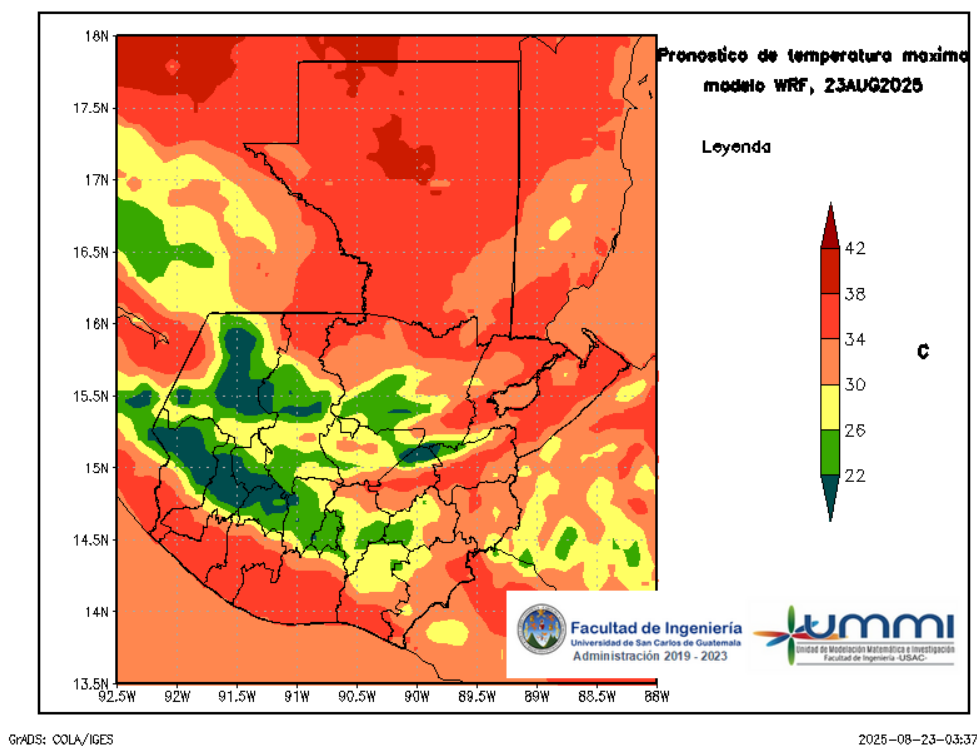 Pronostico de temperatura maxima
modelo WRF, 23AUG2025
Leyenda
18N
17.5N
17N
16.5N
16N
15.5N
15N
14.5N
14N
13.5N
92.5W 92W 91.5W 91W 90.5W 90W 89.5W 89W 88.5W 88W
42
38
34
30
26
22
C
Facultad de Ingeniería
Universidad de San Carlos de Guatemala
Administración 2019 - 2023
ummi
Unidad de Modelación Matemática e Investigación
Facultad de Ingeniería -USAC-
GrADS: COLA/IGES
2025-08-23-03:37